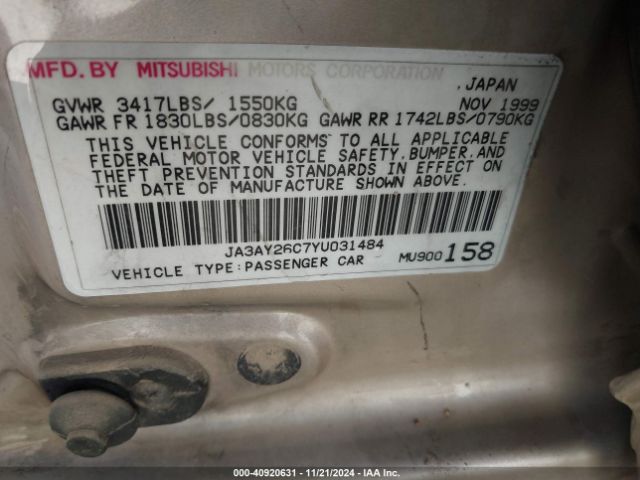 MFD. BY MITSUBISHI MOTORS CORPORATION
JAPAN
GVWR 3417LBS/ 1550KG NOV 1999
GAWR FR 1830LBS/0830KG GAWR RR 1742LBS/0790KG
THIS VEHICLE CONFORMS TO ALL APPLICABLE
FEDERAL MOTOR VEHICLE SAFETY, BUMPER, AND
THEFT PREVENTION STANDARDS IN EFFECT ON
THE DATE OF MANUFACTURE SHOWN ABOVE.
JA3AY26C7YU031484
VEHICLE TYPE:PASSENGER CAR MU900158
000-40920631 - 11/21/2024 - IAA Inc.